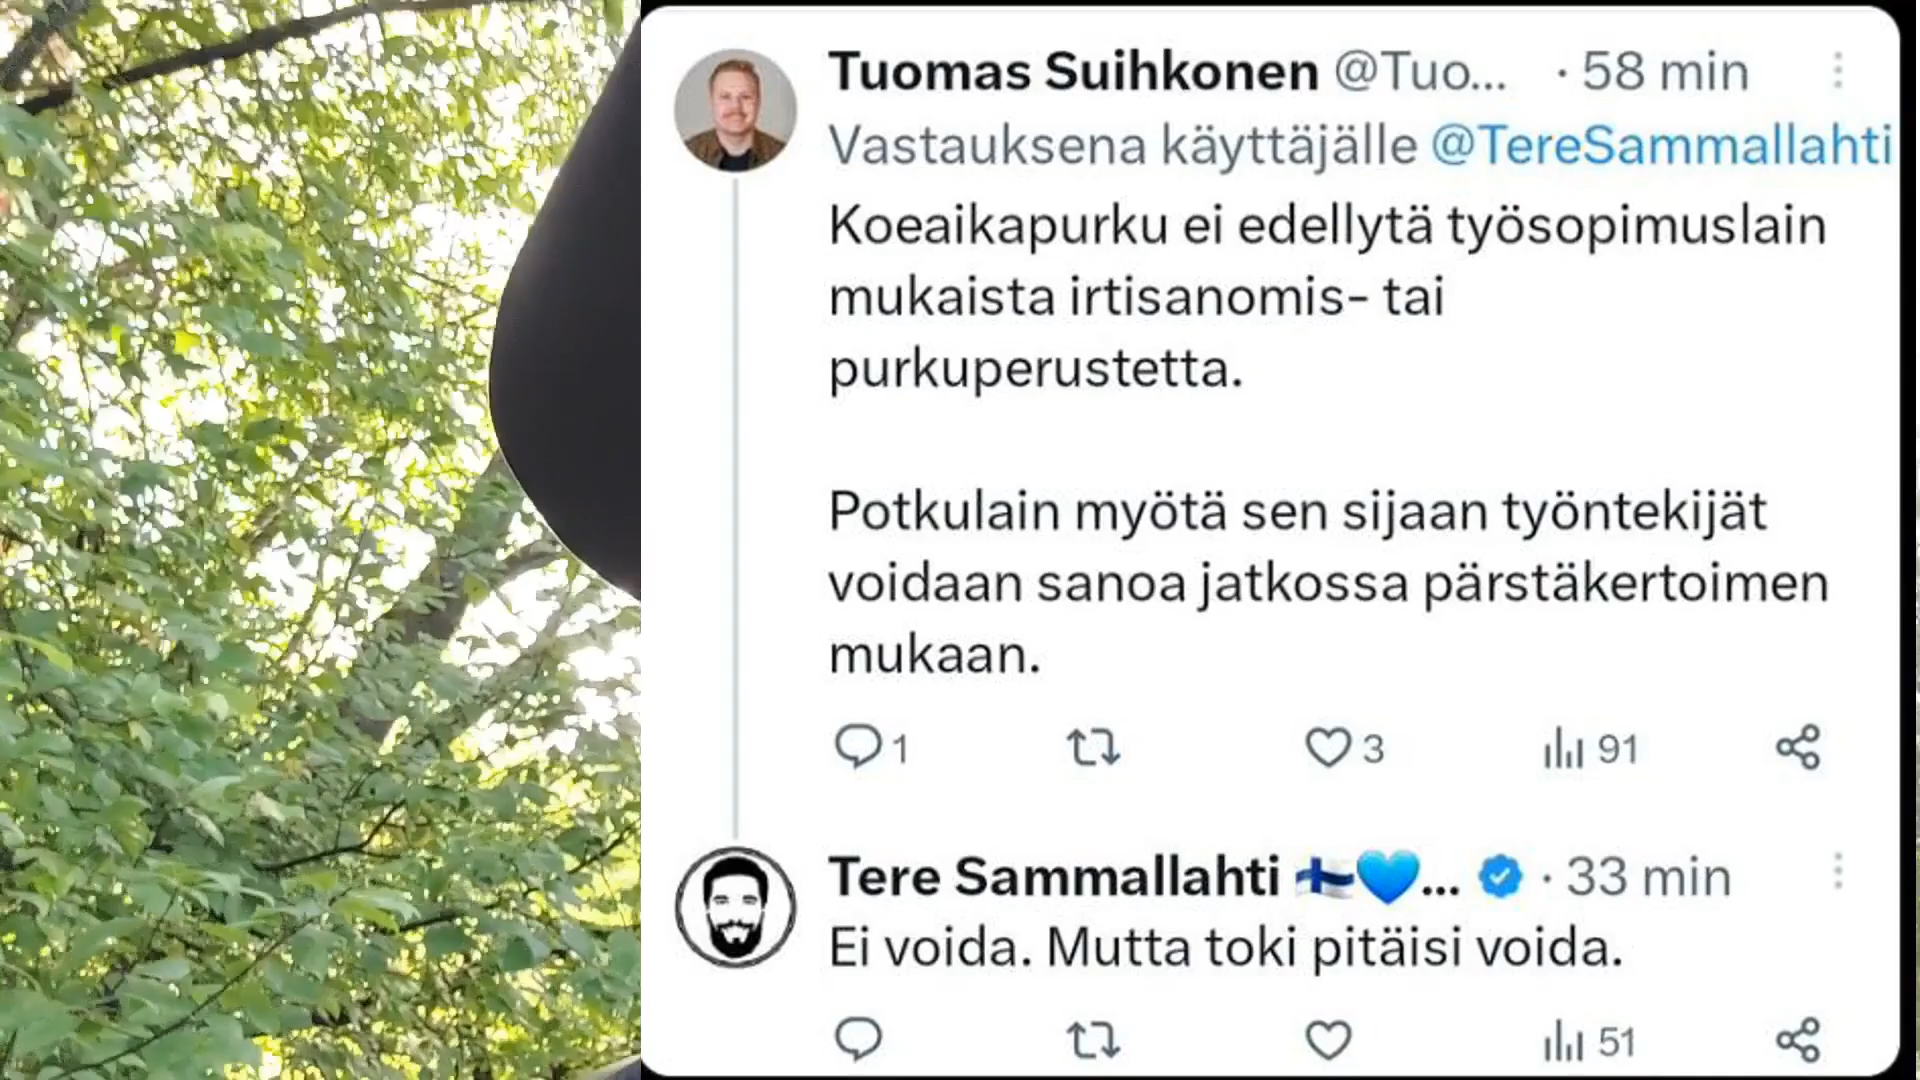 Tuomas Suihkonen @Tuo... · 58 min
Vastauksena käyttäjälle @TereSammallahti
Koeaikapurku ei edellytä työsopimuslain
mukaista irtisanomis- tai
purkuperustetta.
Potkulain myötä sen sijaan työntekijät
voidaan sanoa jatkossa pärstäkertoimen
mukaan.
1 3 91
Tere Sammallahti 🇫🇮💙... · 33 min
Ei voida. Mutta toki pitäisi voida.
51